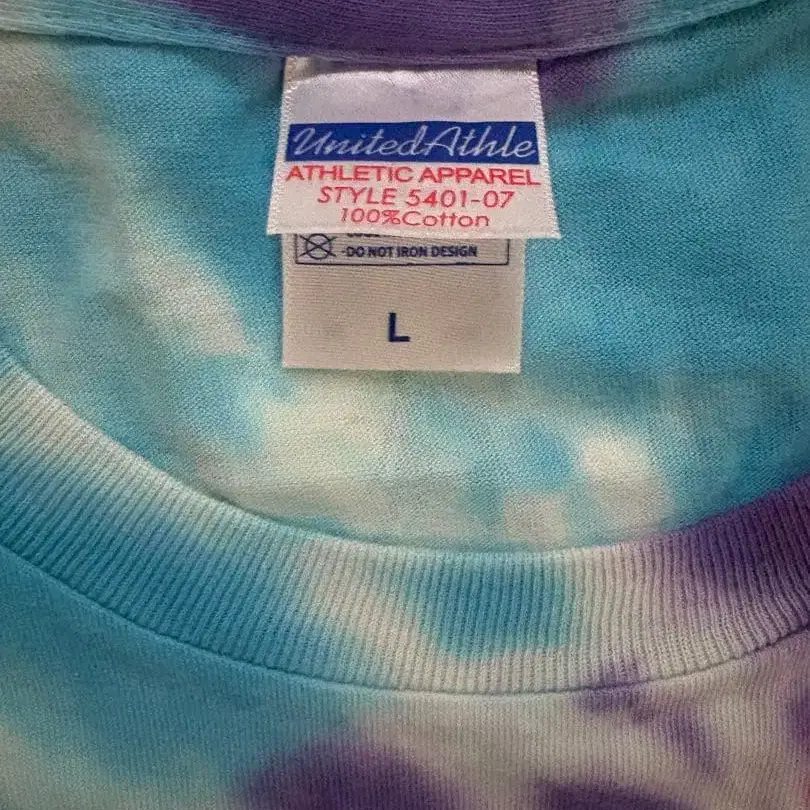 UnitedAthle
ATHLETIC APPAREL
STYLE 5401-07
100%Cotton
-DO NOT IRON DESIGN
L